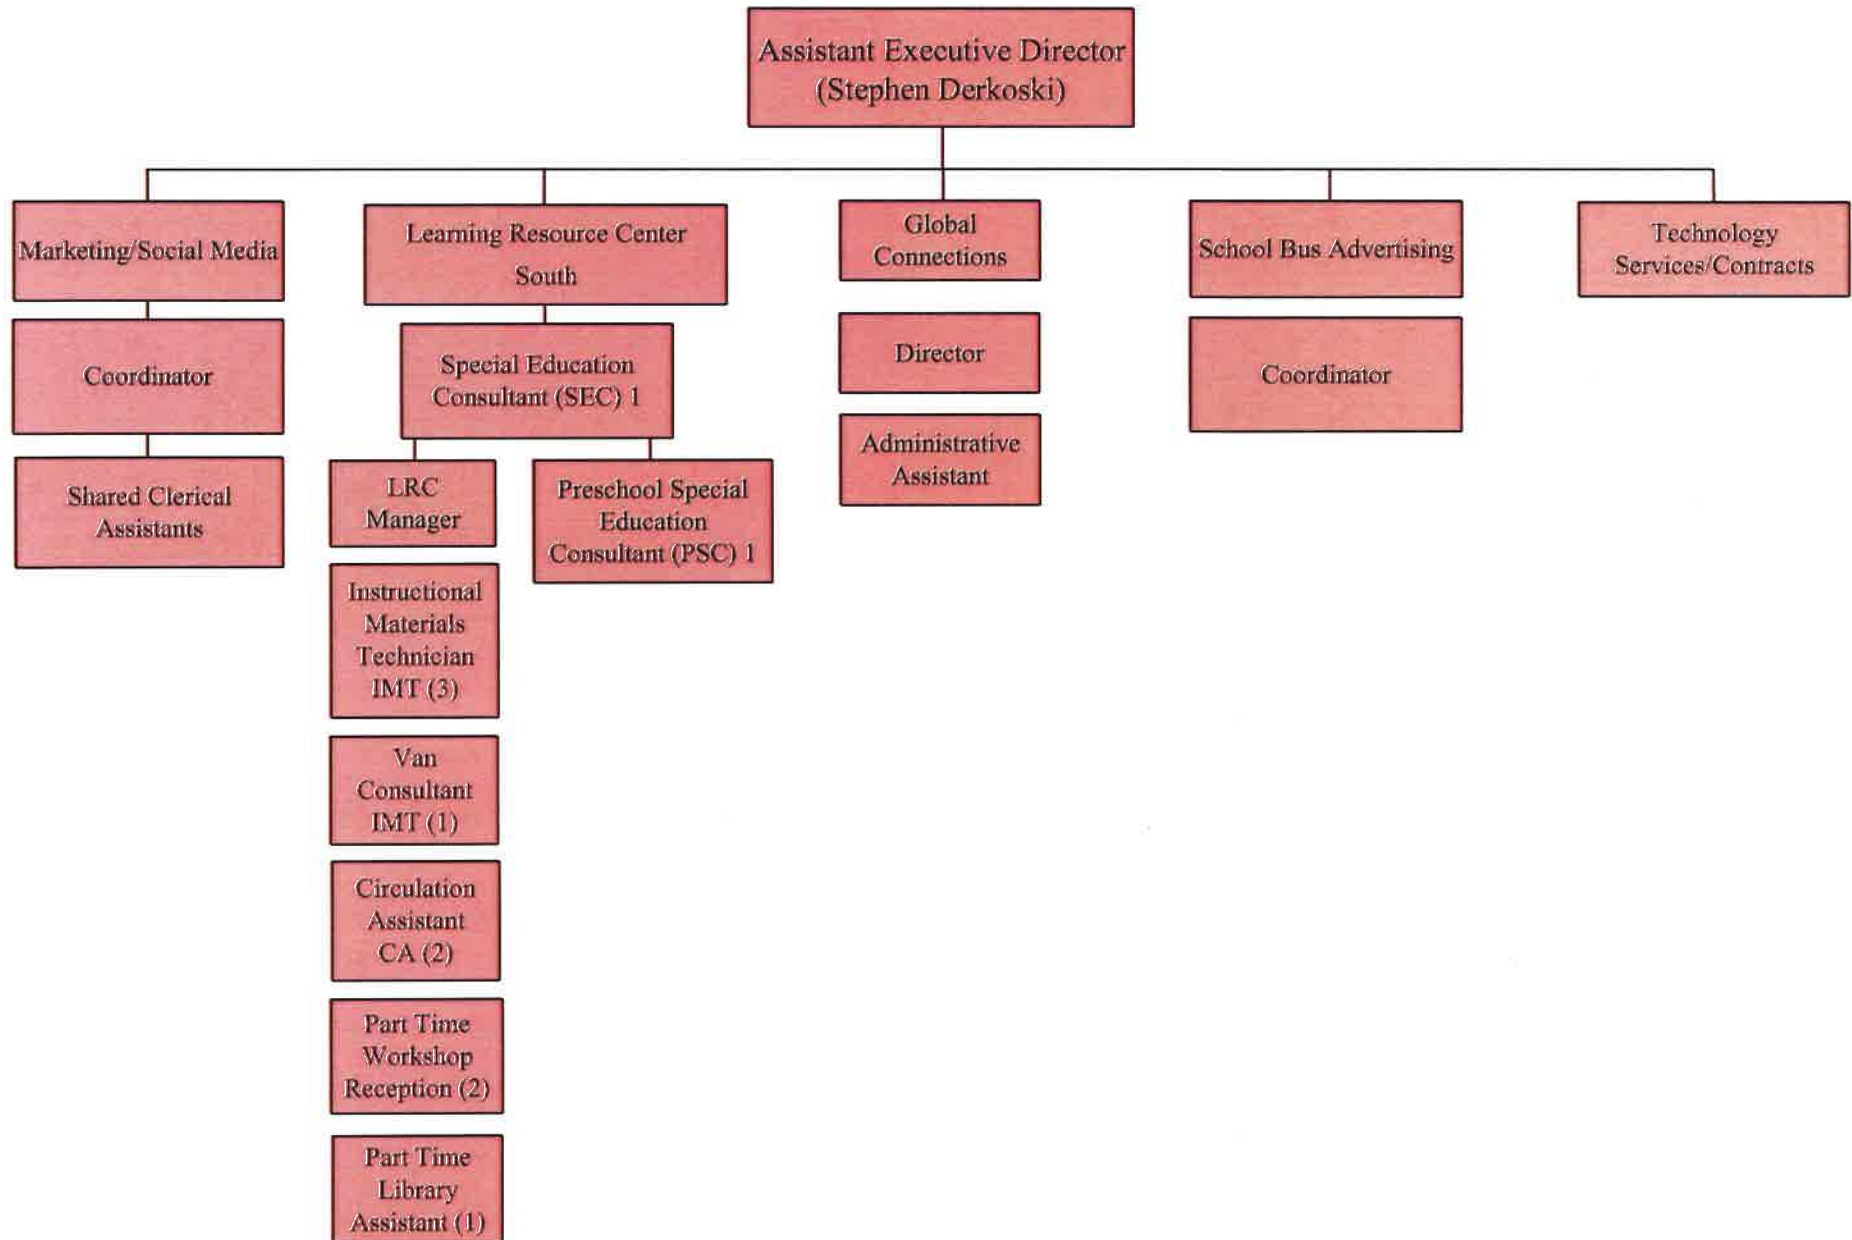 Assistant Executive Director
(Stephen Derkoski)
Marketing/Social Media
Coordinator
Shared Clerical
Assistants
Learning Resource Center
South
Special Education
Consultant (SEC) 1
LRC
Manager
Instructional
Materials
Technician
IMT (3)
Van
Consultant
IMT (1)
Circulation
Assistant
CA (2)
Part Time
Workshop
Reception (2)
Part Time
Library
Assistant (1)
Preschool Special
Education
Consultant (PSC) 1
Global
Connections
Director
Administrative
Assistant
School Bus Advertising
Coordinator
Technology
Services/Contracts